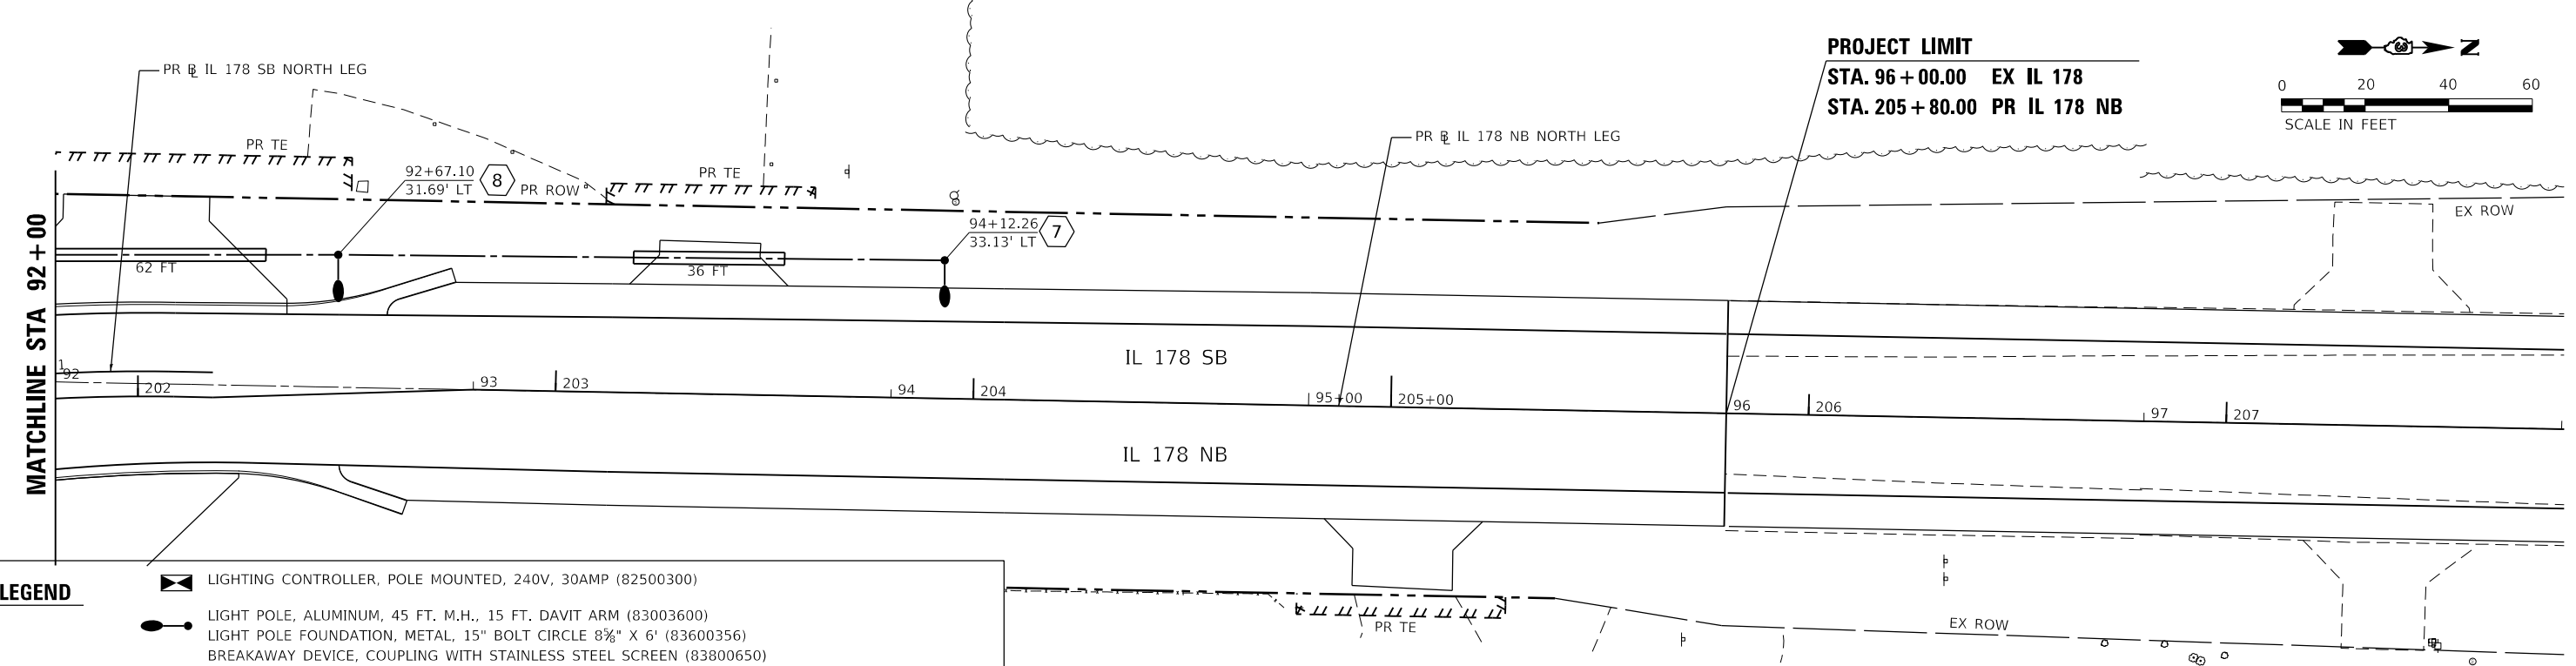 PR BL IL 178 SB NORTH LEG
PROJECT LIMIT
STA. 96+00.00 EX IL 178
STA. 205+80.00 PR IL 178 NB
N
0 20 40 60
SCALE IN FEET
PR BL IL 178 NB NORTH LEG
PR TE
92+67.10
31.69' LT
8
PR ROW
PR TE
94+12.26
33.13' LT
7
EX ROW
MATCHLINE STA 92+00
62 FT
36 FT
IL 178 SB
1
92
202
93
203
94
204
95+00
205+00
96
206
97
207
IL 178 NB
PR TE
EX ROW
LEGEND
LIGHTING CONTROLLER, POLE MOUNTED, 240V, 30AMP (82500300)
LIGHT POLE, ALUMINUM, 45 FT. M.H., 15 FT. DAVIT ARM (83003600)
LIGHT POLE FOUNDATION, METAL, 15" BOLT CIRCLE 8⅝" X 6' (83600356)
BREAKAWAY DEVICE, COUPLING WITH STAINLESS STEEL SCREEN (83800650)